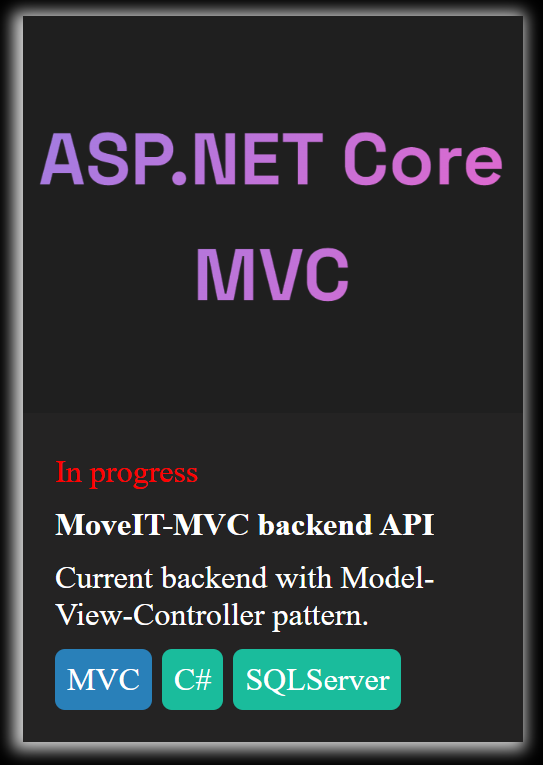 ASP.NET Core
MVC
In progress
MoveIT-MVC backend API
Current backend with Model-
View-Controller pattern.
MVC C# SQLServer